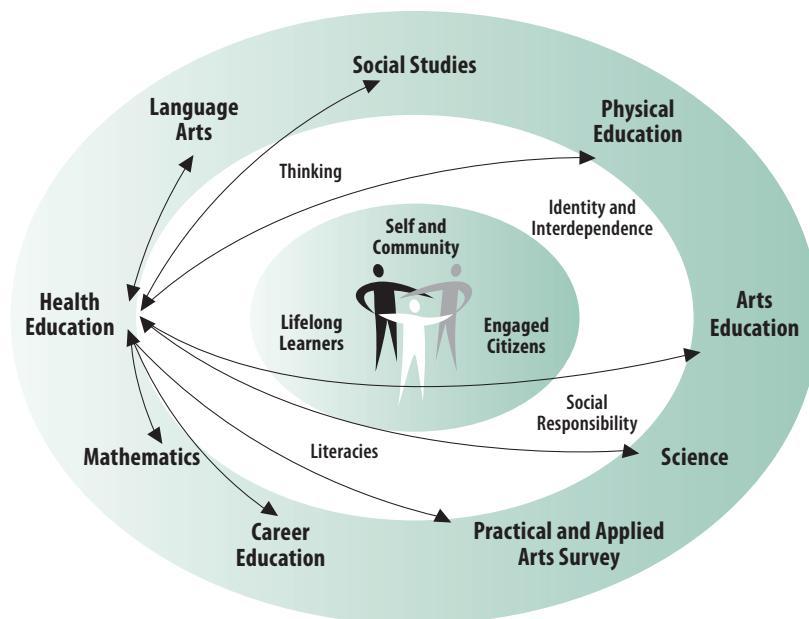 Social Studies
Language
Arts
Physical
Education
Thinking
Identity and
Interdependence
Self and
Community
Health
Education
Lifelong
Learners
Engaged
Citizens
Arts
Education
Social
Responsibility
Mathematics
Literacies
Science
Career
Education
Practical and Applied
Arts Survey